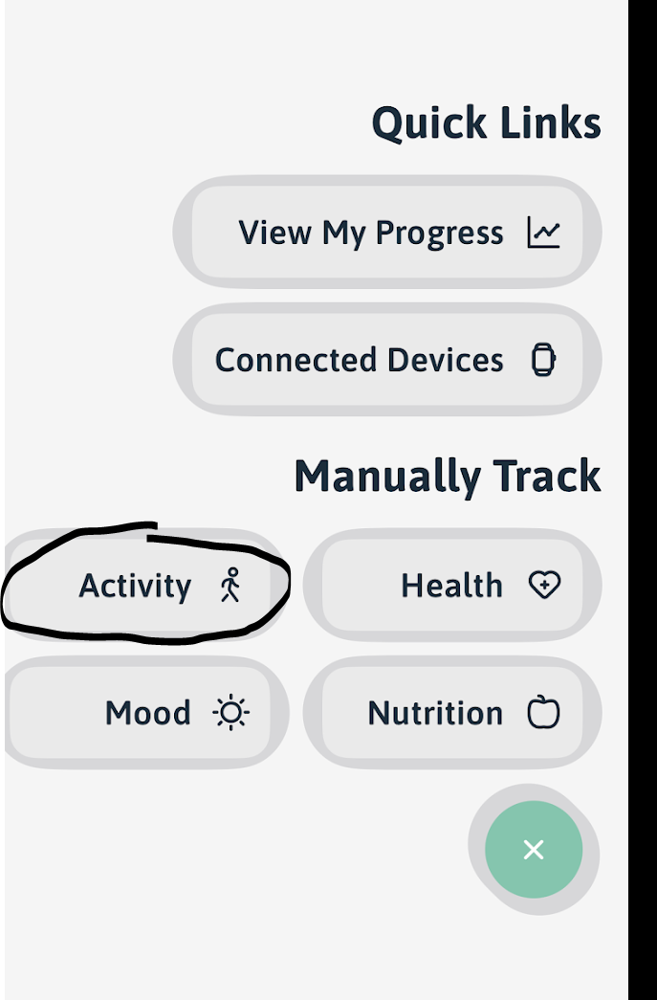 Quick Links
View My Progress
Connected Devices
Manually Track
Activity Health
Mood Nutrition